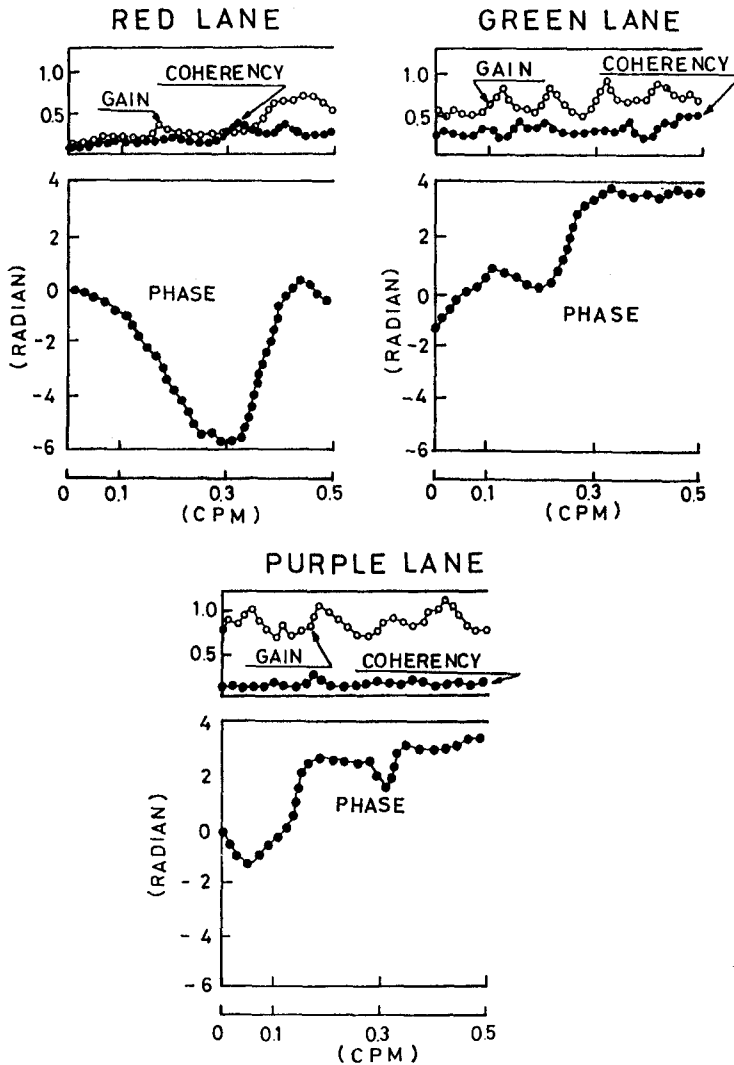 RED LANE
1.0
0.5
GAIN
COHERENCY
4
2
0
-2
-4
-6
(RADIAN)
PHASE
0 0.1 0.3 0.5
(CPM)
GREEN LANE
1.0
0.5
GAIN
COHERENCY
4
2
0
-2
-4
-6
(RADIAN)
PHASE
0 0.1 0.3 0.5
(CPM)
PURPLE LANE
1.0
0.5
GAIN
COHERENCY
4
2
0
-2
-4
-6
(RADIAN)
PHASE
0 0.1 0.3 0.5
(CPM)